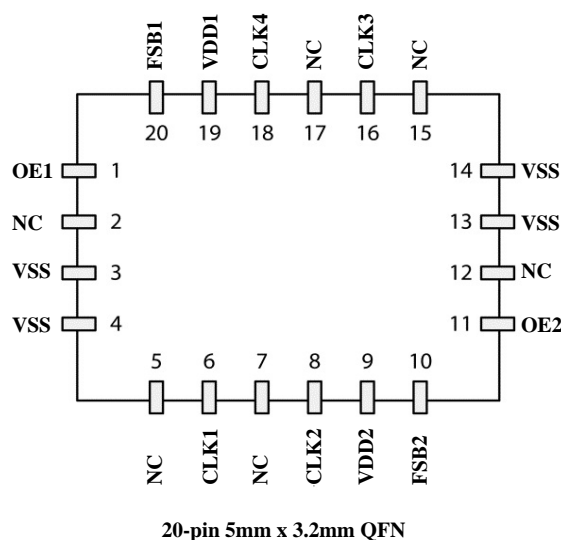 FSB1 VDD1 CLK4 NC CLK3 NC
20 19 18 17 16 15
OE1 1 14 VSS
NC 2 13 VSS
VSS 3 12 NC
VSS 4 11 OE2
5 6 7 8 9 10
NC CLK1 NC CLK2 VDD2 FSB2
20-pin 5mm x 3.2mm QFN